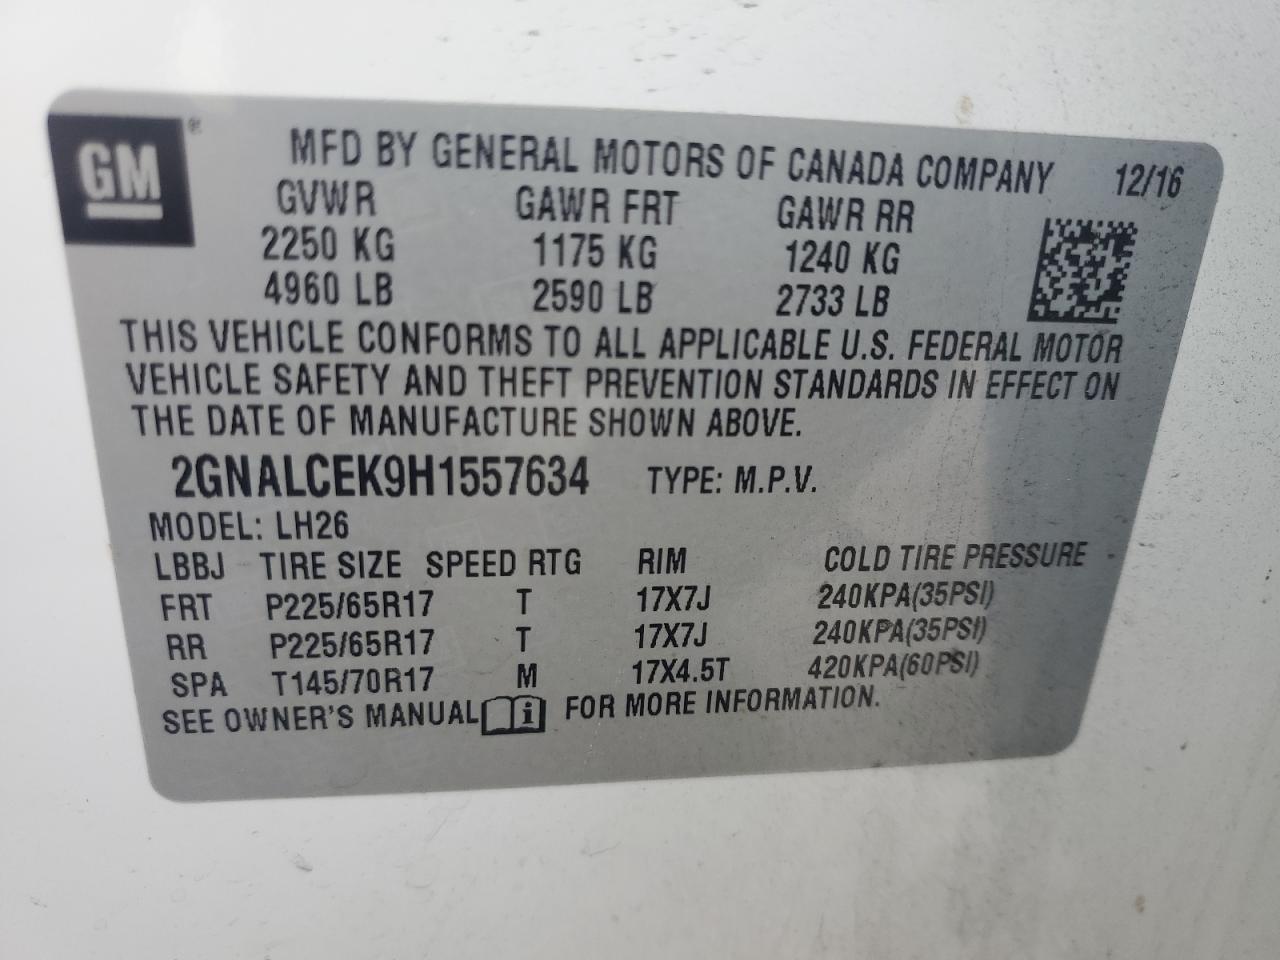 GM®
MFD BY GENERAL MOTORS OF CANADA COMPANY 12/16
GVWR GAWR FRT GAWR RR
2250 KG 1175 KG 1240 KG
4960 LB 2590 LB 2733 LB
THIS VEHICLE CONFORMS TO ALL APPLICABLE U.S. FEDERAL MOTOR
VEHICLE SAFETY AND THEFT PREVENTION STANDARDS IN EFFECT ON
THE DATE OF MANUFACTURE SHOWN ABOVE.
2GNALCEK9H1557634 TYPE: M.P.V.
MODEL: LH26
LBBJ TIRE SIZE SPEED RTG RIM COLD TIRE PRESSURE
FRT P225/65R17 T 17X7J 240KPA(35PSI)
RR P225/65R17 T 17X7J 240KPA(35PSI)
SPA T145/70R17 M 17X4.5T 420KPA(60PSI)
SEE OWNER'S MANUAL i FOR MORE INFORMATION.